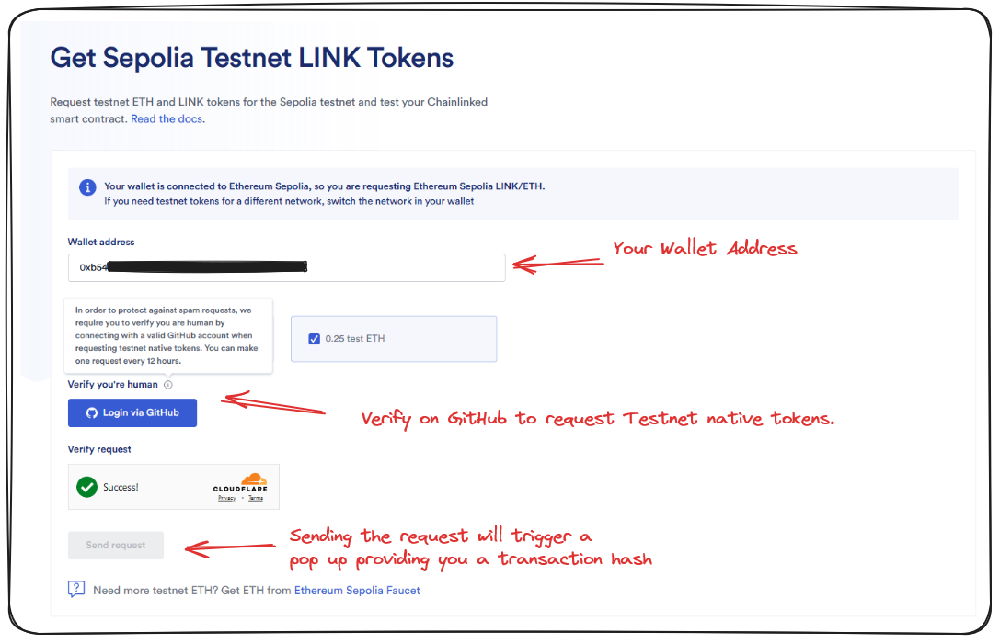 Get Sepolia Testnet LINK Tokens
Request testnet ETH and LINK tokens for the Sepolia testnet and test your Chainlinked
smart contract. Read the docs.
Your wallet is connected to Ethereum Sepolia, so you are requesting Ethereum Sepolia LINK/ETH.
If you need testnet tokens for a different network, switch the network in your wallet
Wallet address
0xb54
Your Wallet Address
In order to protect against spam requests, we
require you to verify you are human by
connecting with a valid GitHub account when
requesting testnet native tokens. You can make
one request every 12 hours.
0.25 test ETH
Verify you're human
Login via GitHub
Verify on GitHub to request Testnet native tokens.
Verify request
Success!
CLOUDFLARE
Privacy • Terms
Send request
Sending the request will trigger a
pop up providing you a transaction hash
Need more testnet ETH? Get ETH from Ethereum Sepolia Faucet